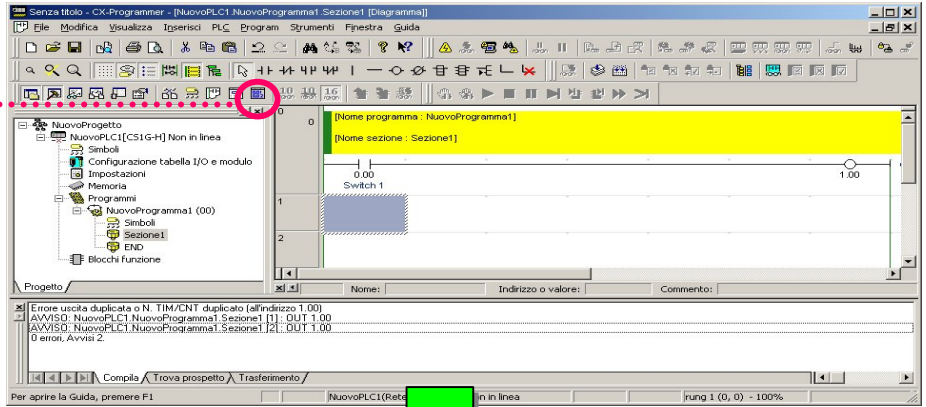 Senza titolo - CX-Programmer - [NuovoPLC1.NuovoProgramma1.Sezione1 [Diagramma]]
File Modifica Visualizza Inserisci PLC Program Strumenti Finestra Guida
NuovoProgetto
NuovoPLC1[CS1G-H] Non in linea
Simboli
Configurazione tabella I/O e modulo
Impostazioni
Memoria
Programmi
NuovoProgramma1 (00)
Simboli
Sezione1
END
Blocchi funzione
Progetto
0
0
[Nome programma : NuovoProgramma1]
[Nome sezione : Sezione1]
0.00
1.00
Switch 1
1
2
Nome:
Indirizzo o valore:
Commento:
Errore uscita duplicata o N. TIM/CNT duplicato (all'indirizzo 1.00)
AVVISO: NuovoPLC1.NuovoProgramma1.Sezione1 [1] : OUT 1.00
AVVISO: NuovoPLC1.NuovoProgramma1.Sezione1 [2] : OUT 1.00
0 errori, Avvisi 2.
Compila Trova prospetto Trasferimento
Per aprire la Guida, premere F1
NuovoPLC1(Rete
n in linea
rung 1 (0, 0) - 100%